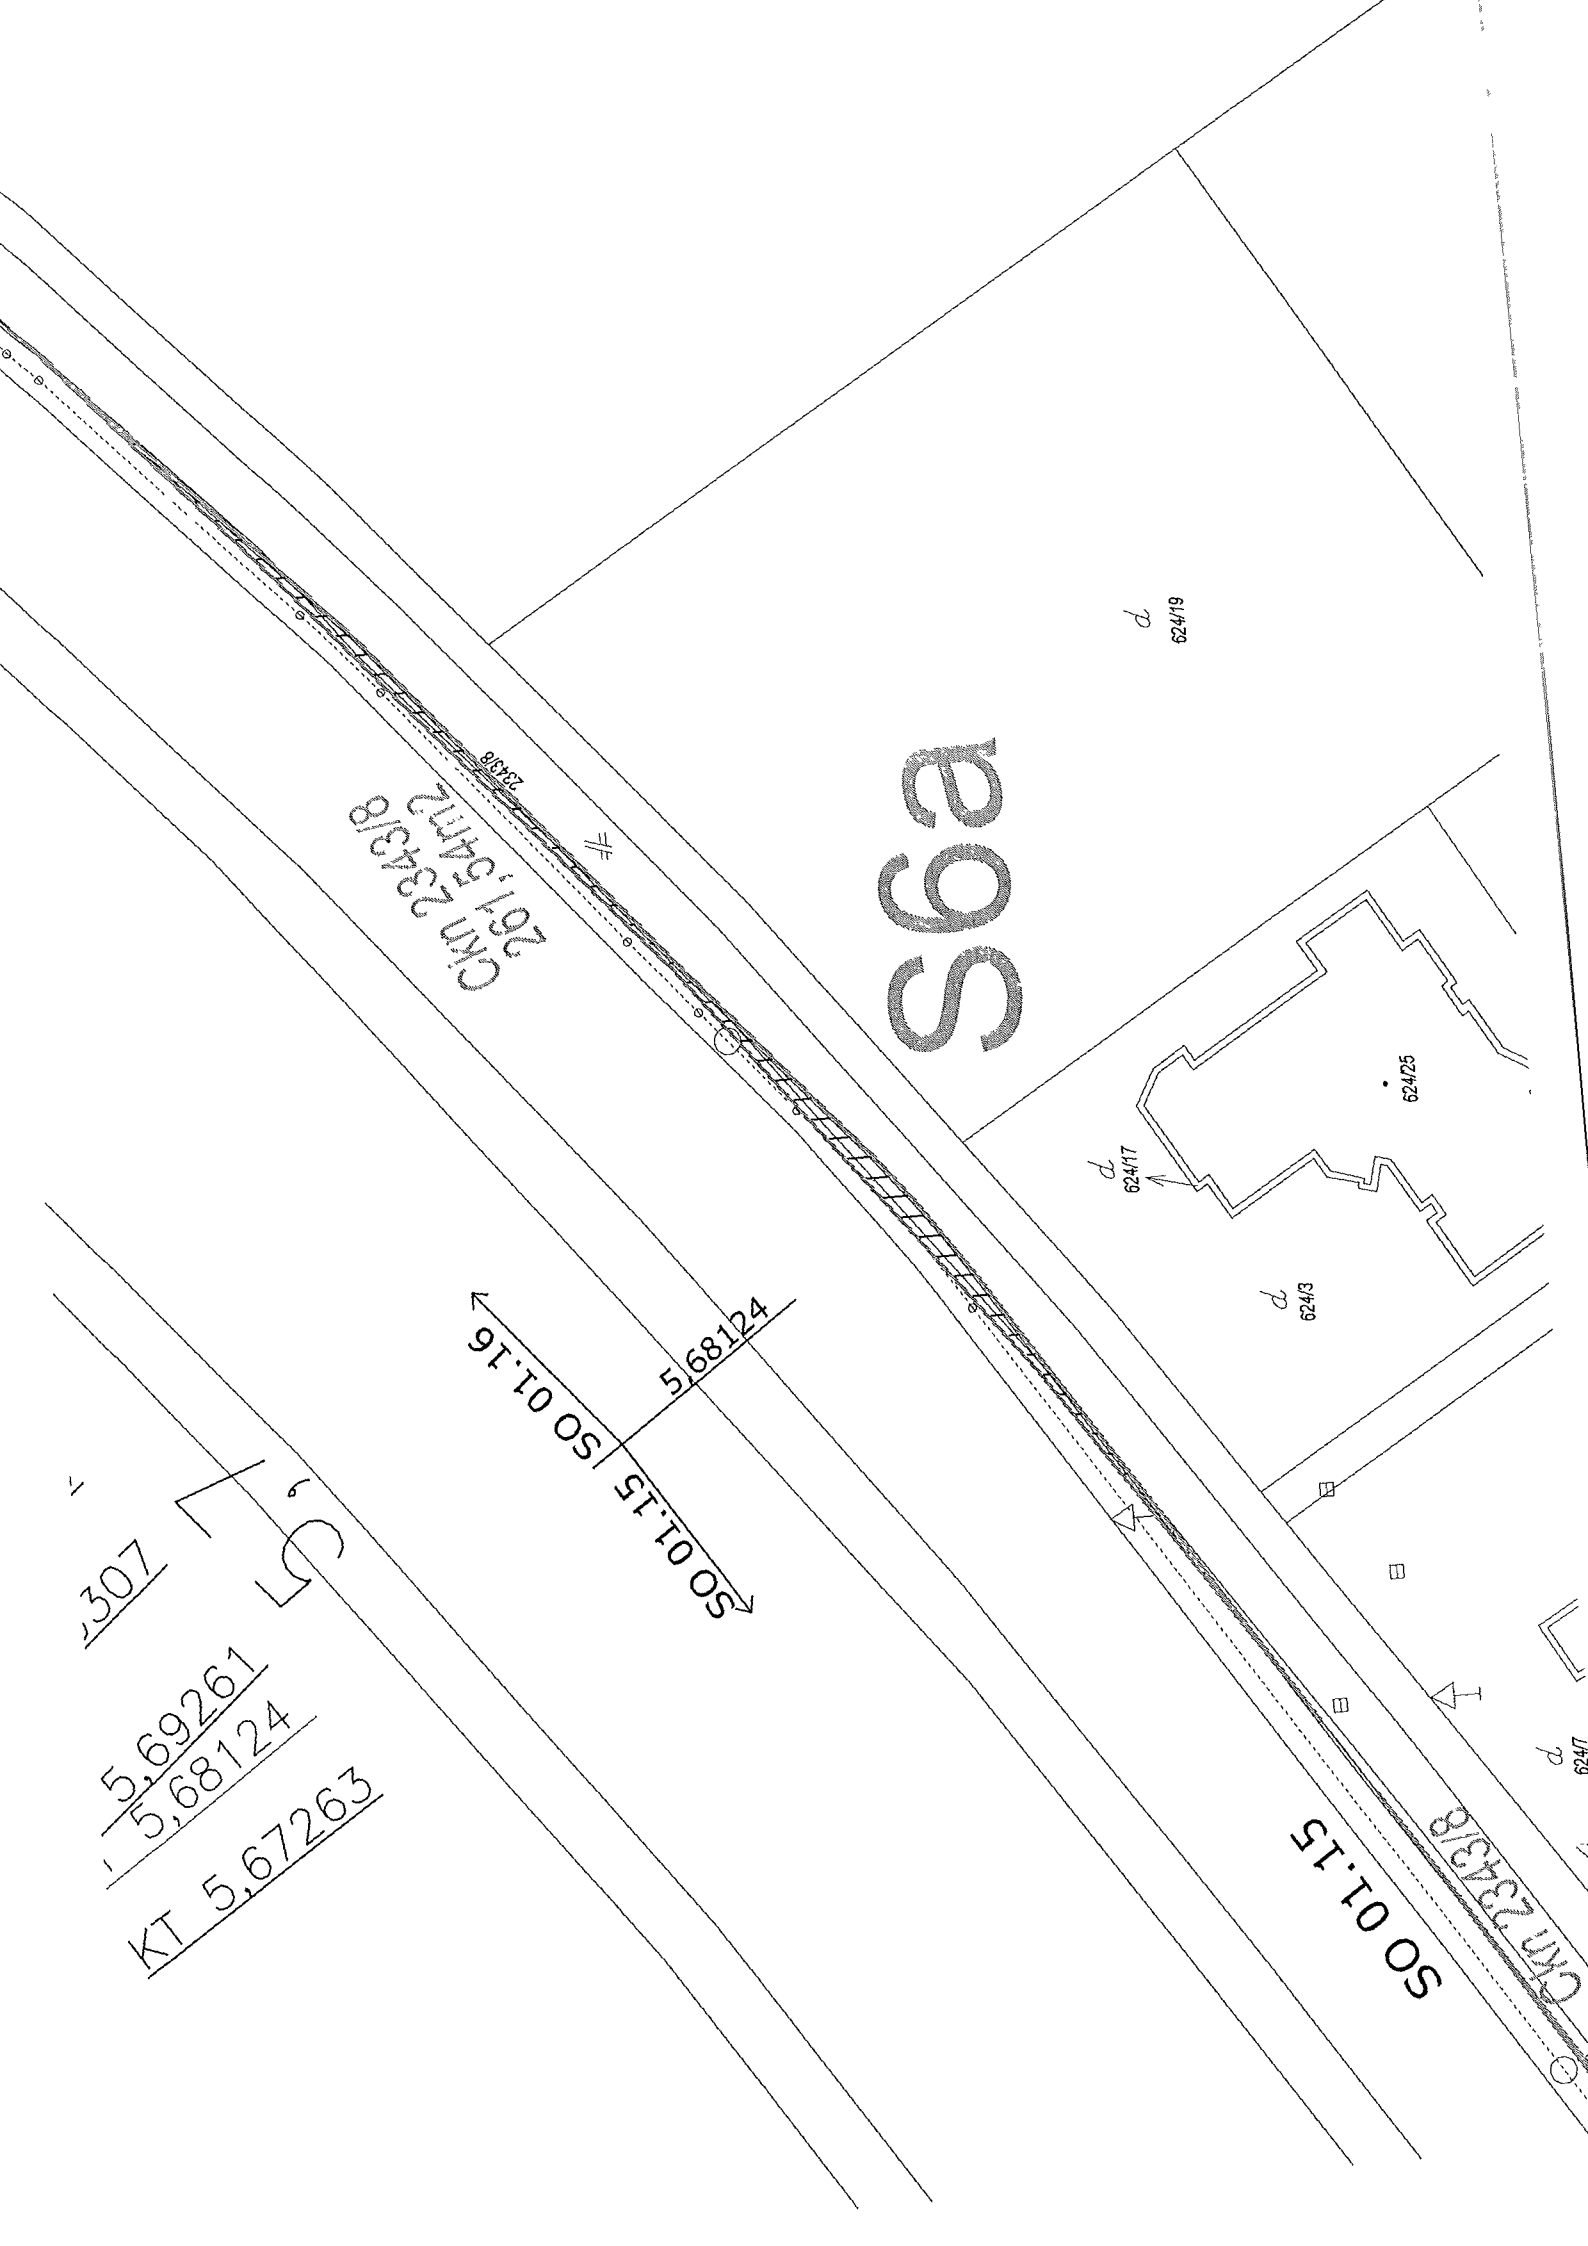 Ckn 2343/8
261,54m2
2343/8
S6a
d
624/19
624/25
d
624/17
d
624/3
SO 01.16
SO 01.15
5,68124
5,
,307
5,69261
5,68124
KT 5,67263
SO 01.15
Ckn 2343/8
d
624/7